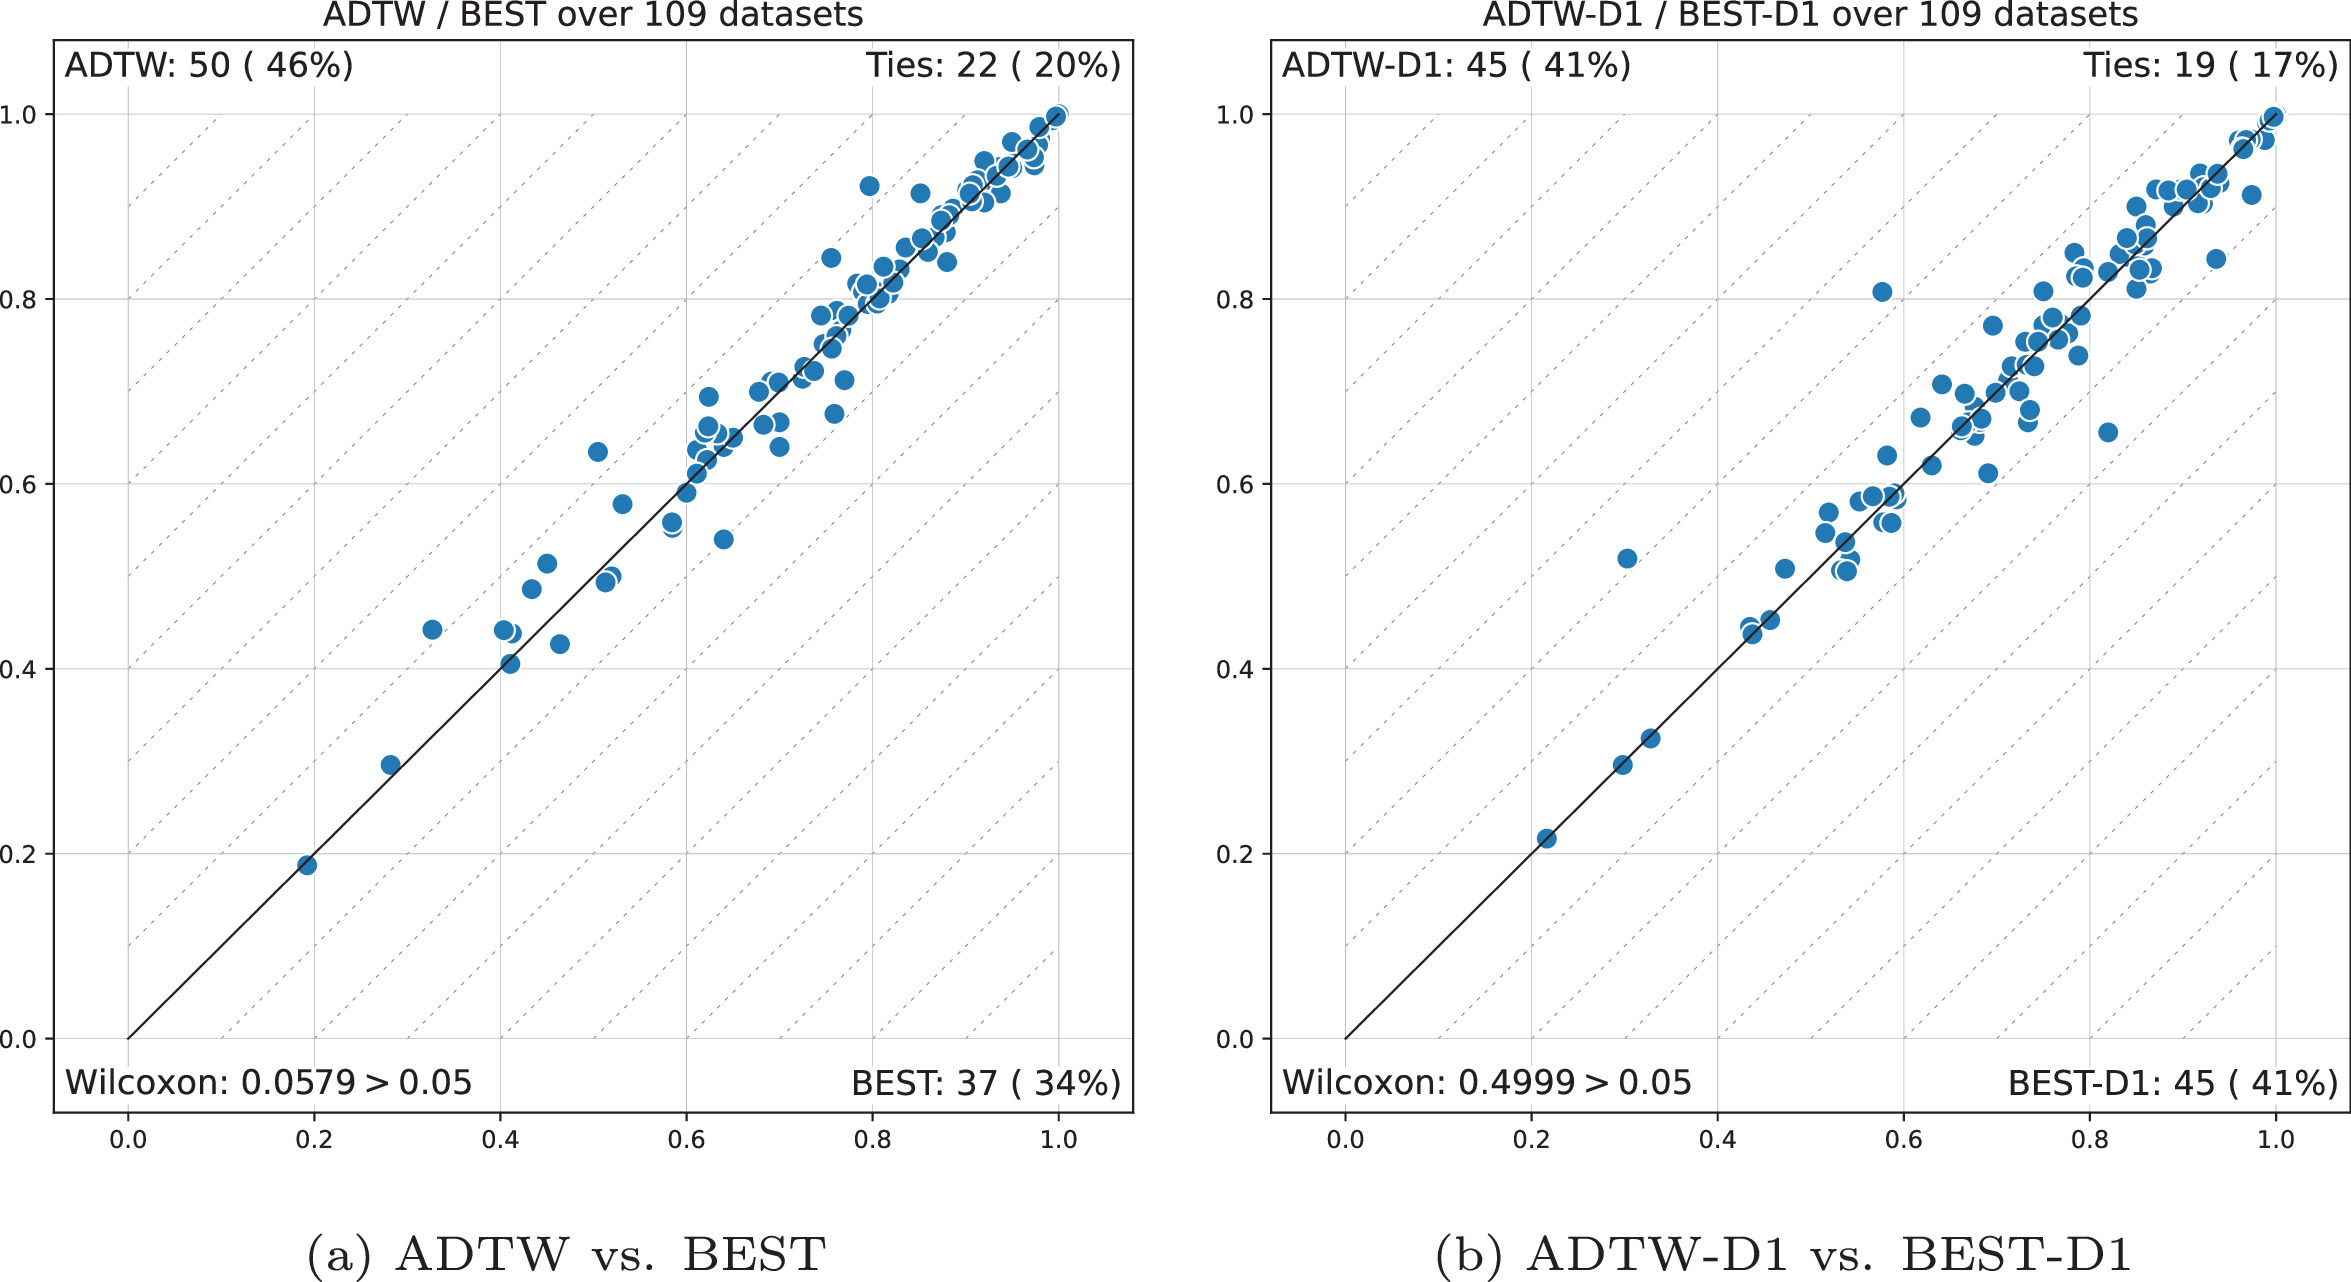 ADTW / BEST over 109 datasets
ADTW: 50 ( 46%)
Ties: 22 ( 20%)
1.0
0.8
0.6
0.4
0.2
0.0
Wilcoxon: 0.0579 > 0.05
BEST: 37 ( 34%)
0.0 0.2 0.4 0.6 0.8 1.0
(a) ADTW vs. BEST
ADTW-D1 / BEST-D1 over 109 datasets
ADTW-D1: 45 ( 41%)
Ties: 19 ( 17%)
1.0
0.8
0.6
0.4
0.2
0.0
Wilcoxon: 0.4999 > 0.05
BEST-D1: 45 ( 41%)
0.0 0.2 0.4 0.6 0.8 1.0
(b) ADTW-D1 vs. BEST-D1